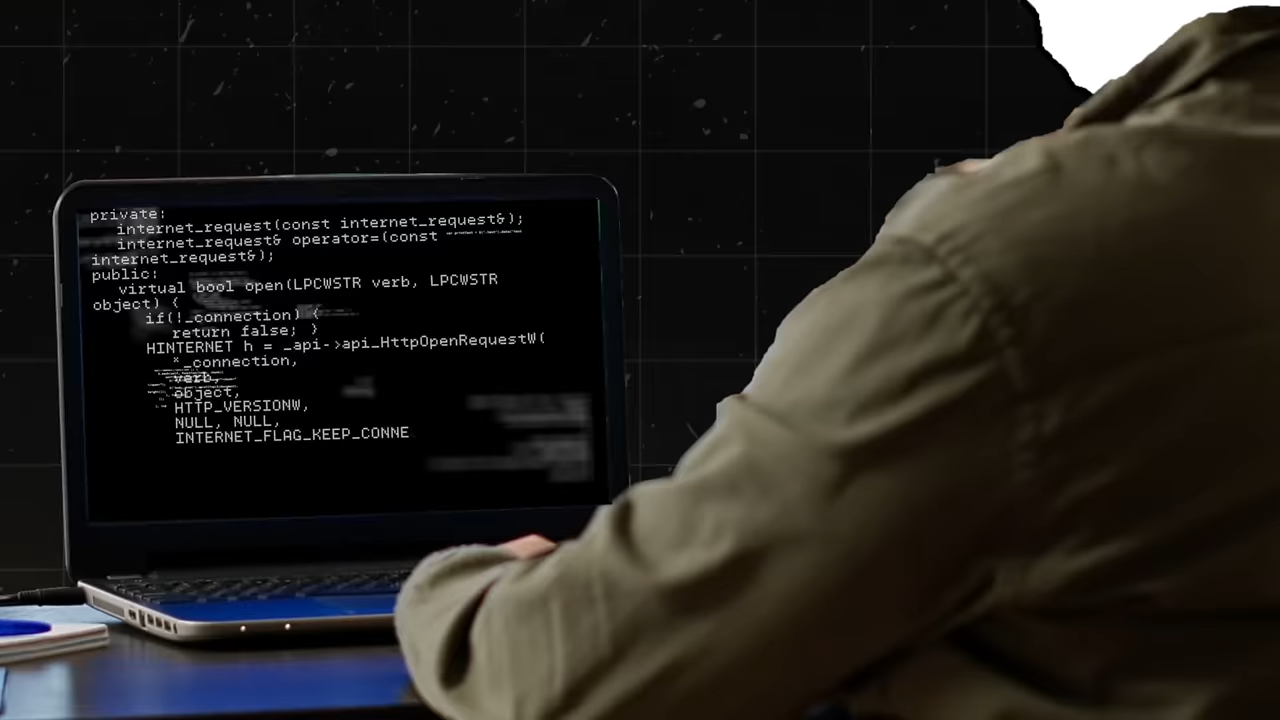 private:
internet_request(const internet_request&);
internet_request& operator=(const
internet_request&);
public:
virtual bool open(LPCWSTR verb, LPCWSTR
object) {
if(!_connection) {
return false; }
HINTERNET h = _api->api_HttpOpenRequestW(
*_connection,
verb,
object,
HTTP_VERSIONW,
NULL, NULL,
INTERNET_FLAG_KEEP_CONNE